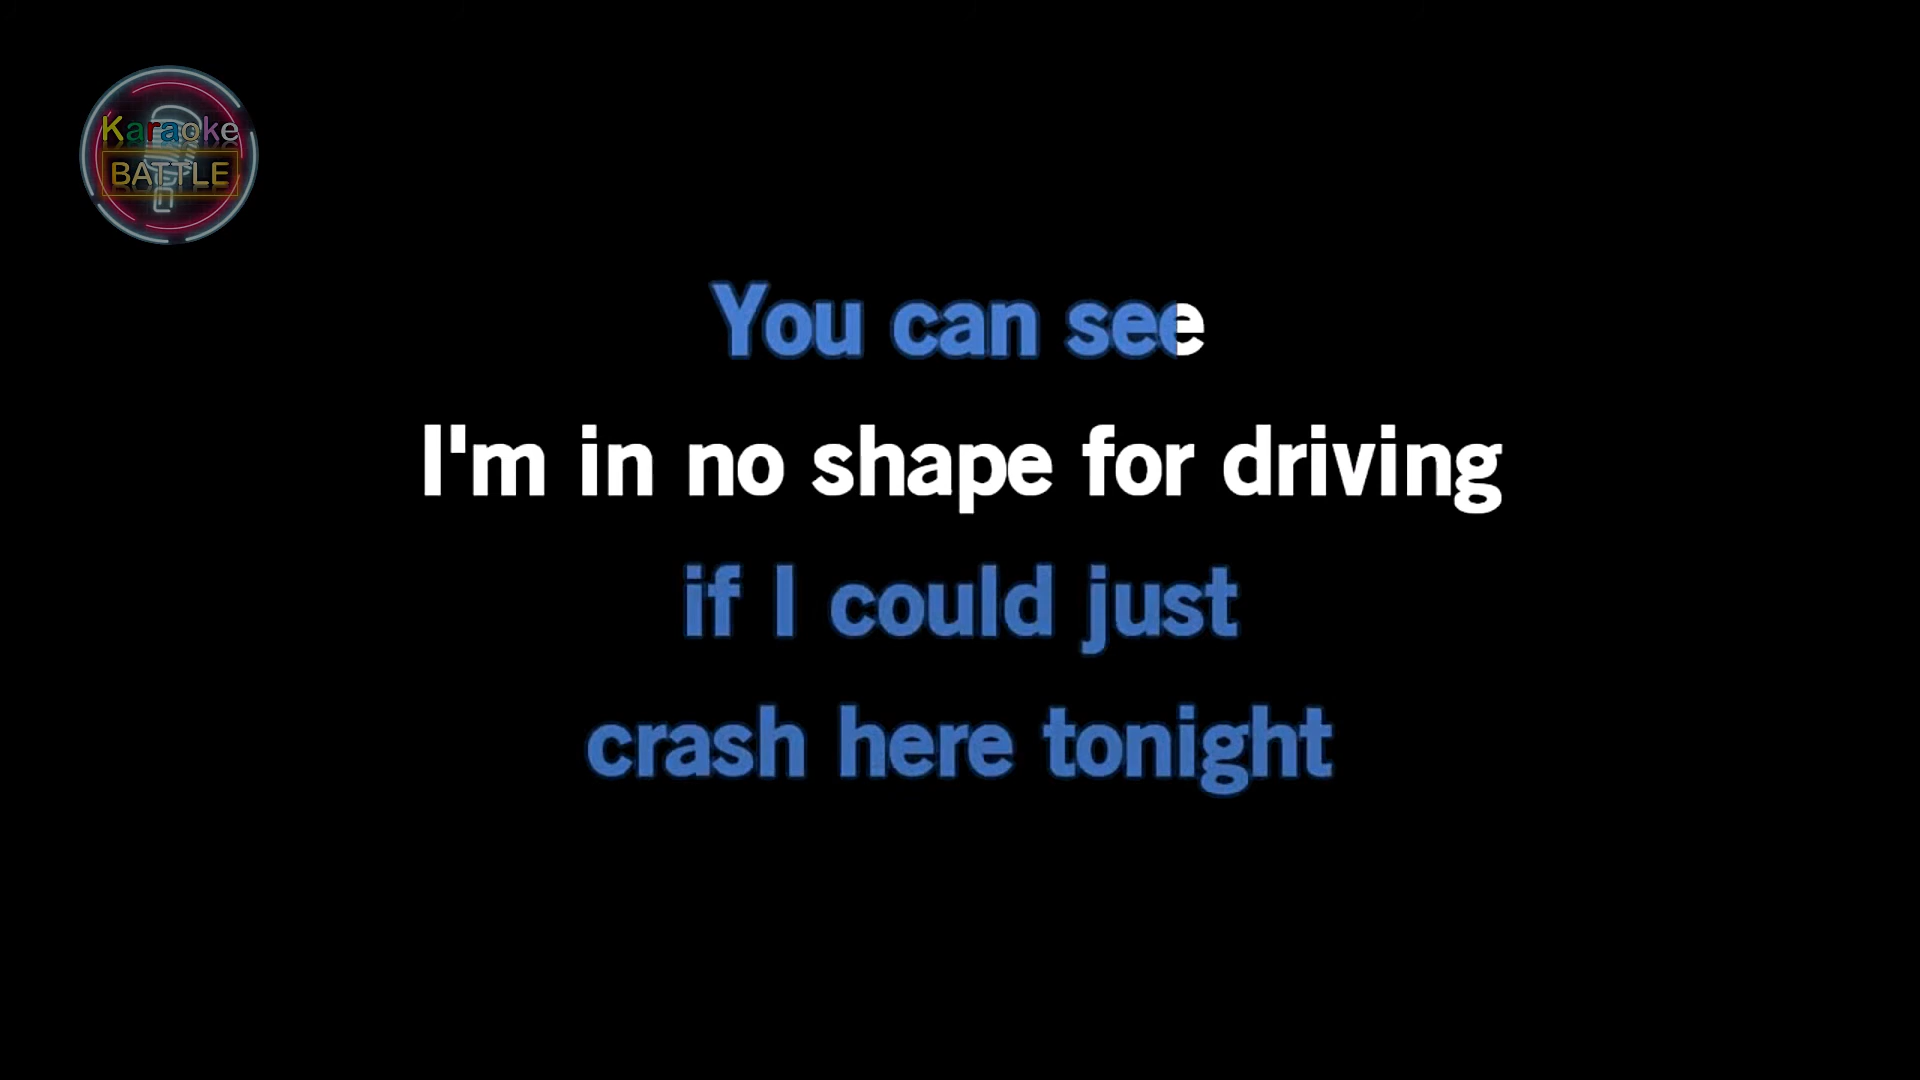 Karaoke
BATTLE
You can see
I'm in no shape for driving
if I could just
crash here tonight